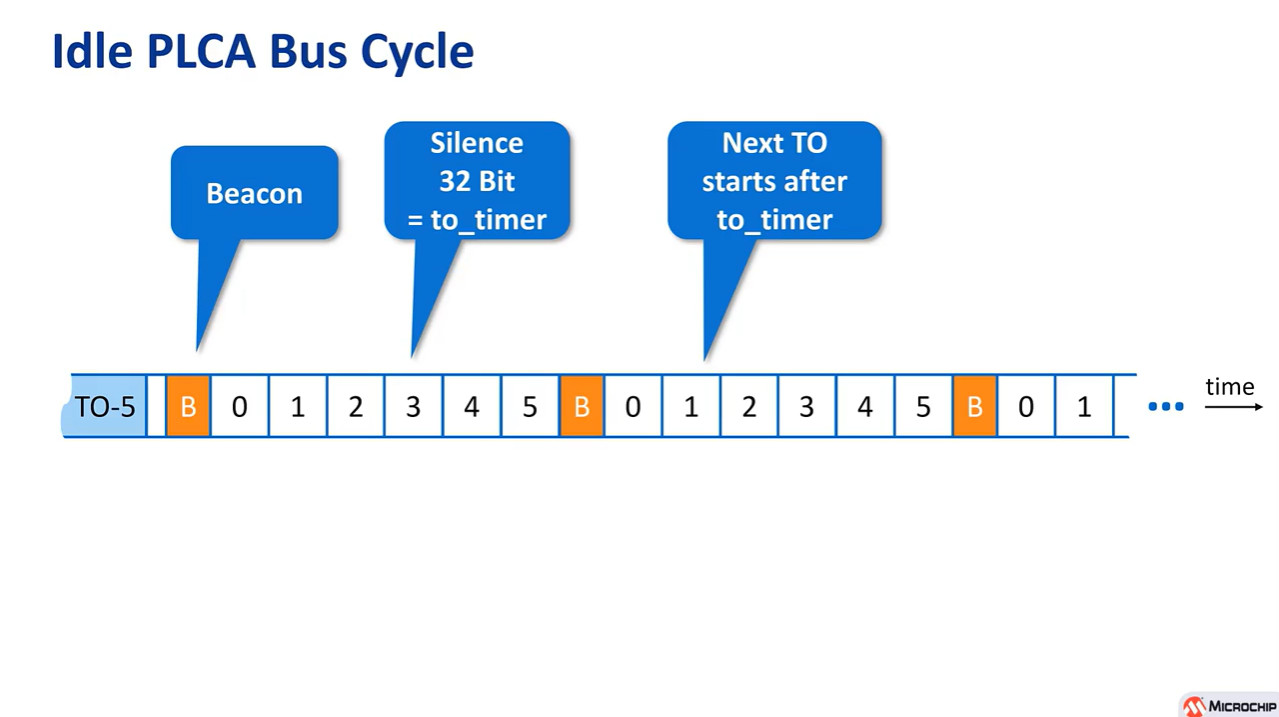 Idle PLCA Bus Cycle
Beacon
Silence
32 Bit
= to_timer
Next TO
starts after
to_timer
TO-5 B 0 1 2 3 4 5 B 0 1 2 3 4 5 B 0 1 ... time
MICROCHIP